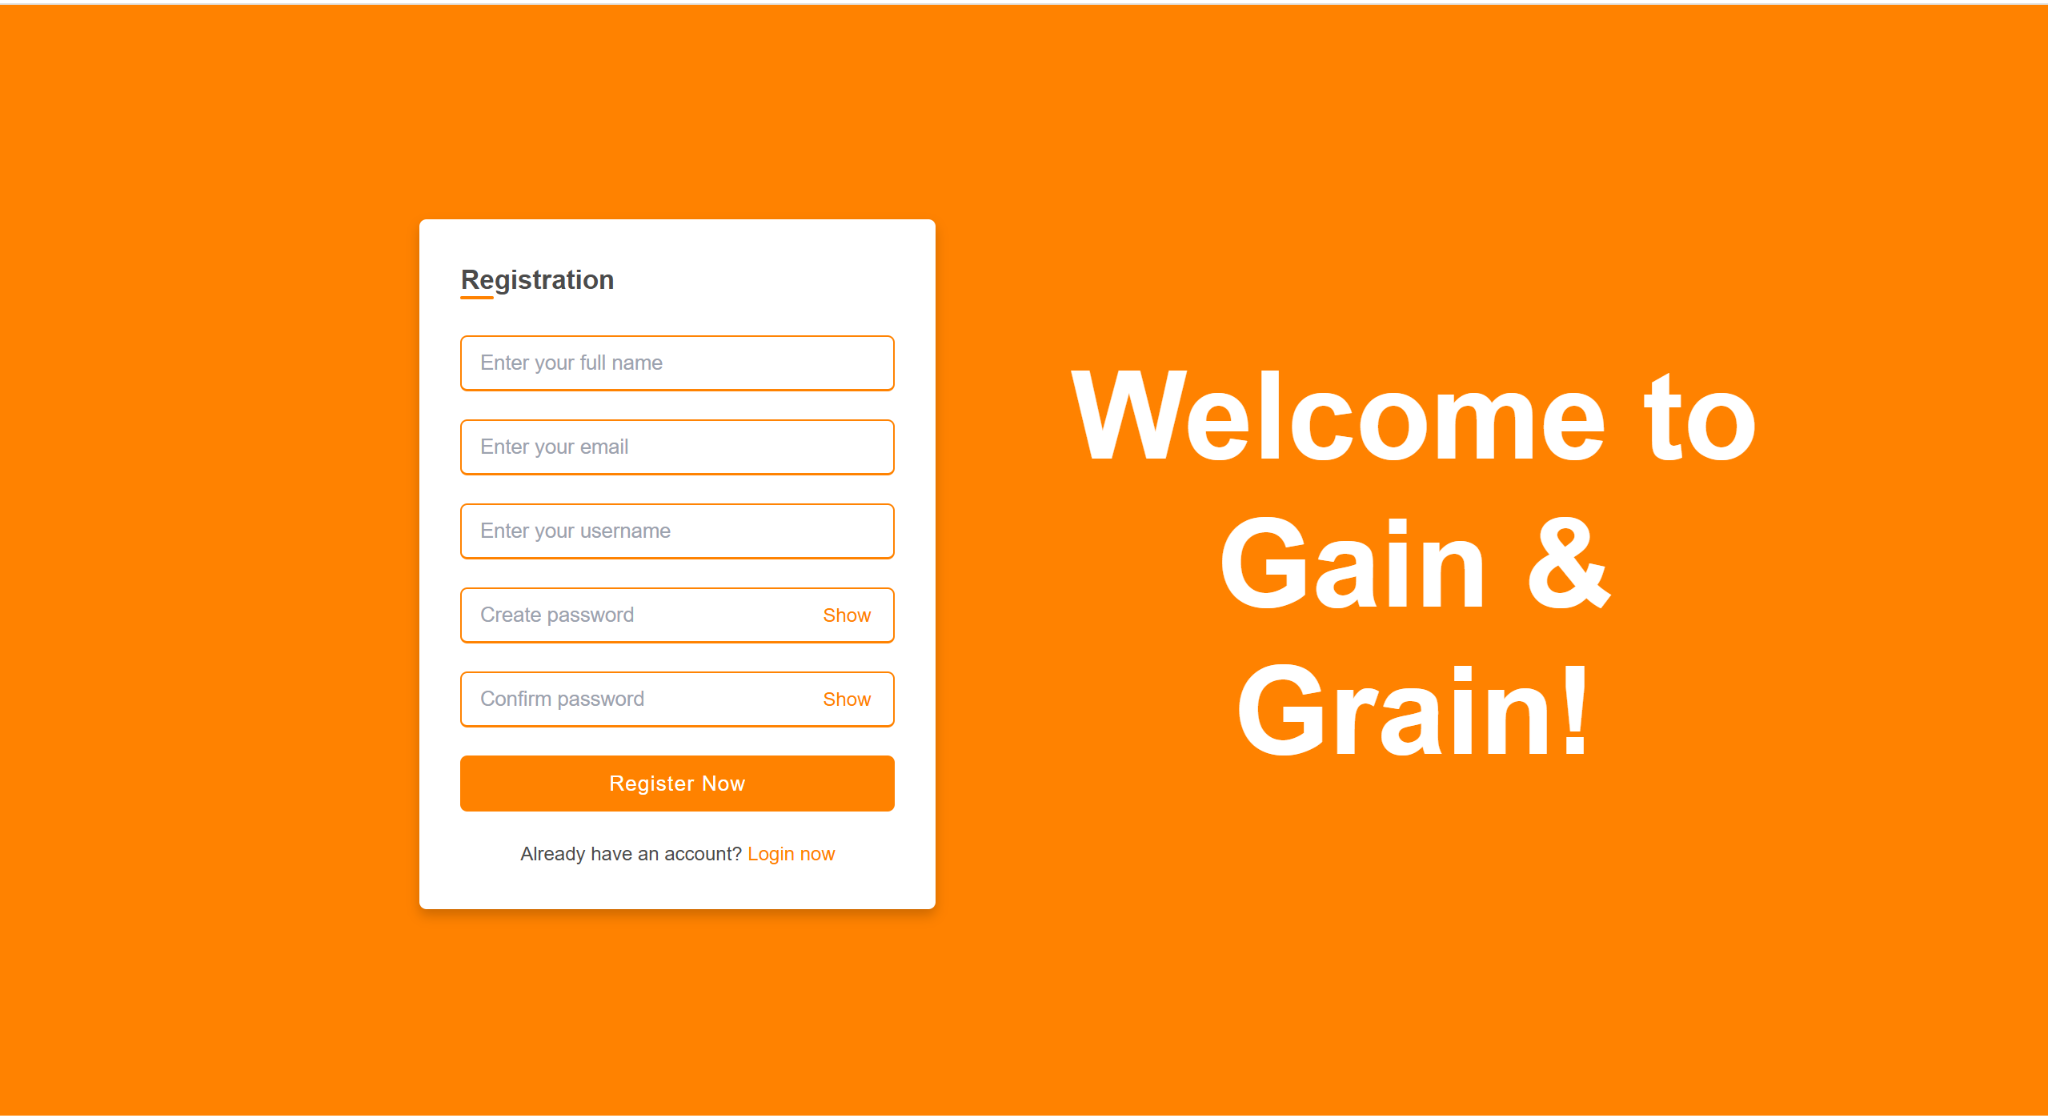 Registration
Enter your full name
Enter your email
Enter your username
Create password Show
Confirm password Show
Register Now
Already have an account? Login now
Welcome to
Gain &
Grain!